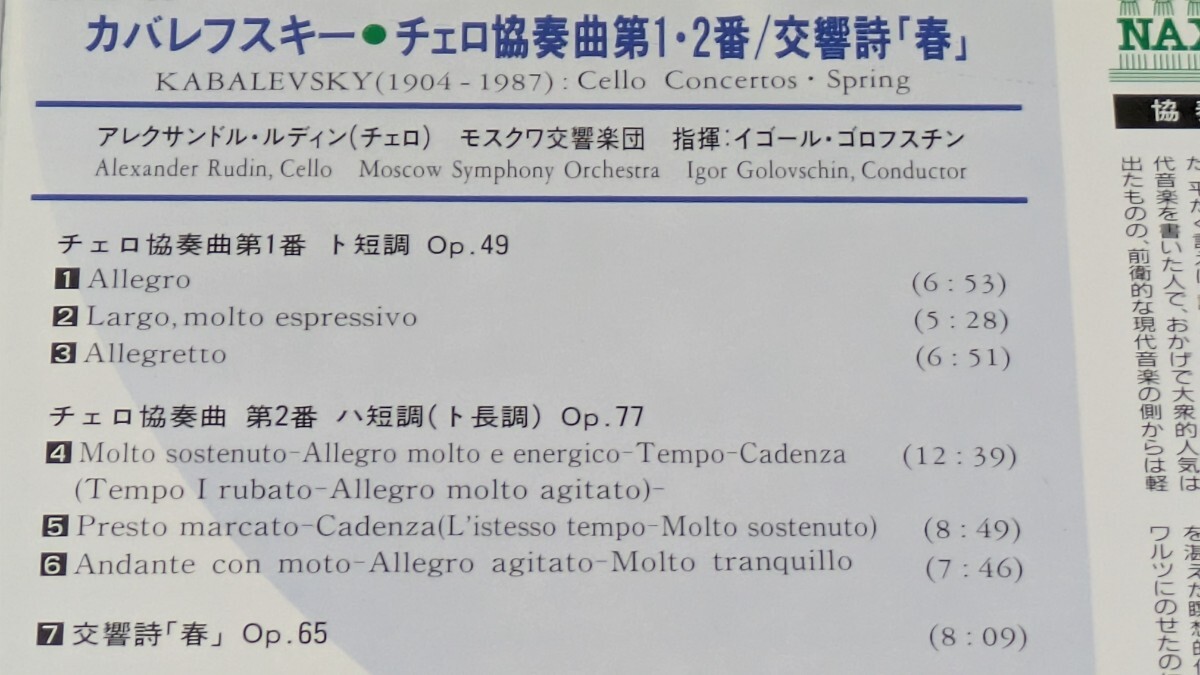 カバレフスキー●チェロ協奏曲第1・2番/交響詩「春」
KABALEVSKY(1904-1987): Cello Concertos・Spring
アレクサンドル・ルディン(チェロ) モスクワ交響楽団 指揮:イゴール・ゴロフスチン
Alexander Rudin, Cello Moscow Symphony Orchestra Igor Golovschin, Conductor
チェロ協奏曲第1番 ト短調 Op.49
1 Allegro (6:53)
2 Largo, molto espressivo (5:28)
3 Allegretto (6:51)
チェロ協奏曲 第2番 ハ短調(ト長調) Op.77
4 Molto sostenuto-Allegro molto e energico-Tempo-Cadenza (12:39)
(Tempo I rubato-Allegro molto agitato)-
5 Presto marcato-Cadenza(L'istesso tempo-Molto sostenuto) (8:49)
6 Andante con moto-Allegro agitato-Molto tranquillo (7:46)
7 交響詩「春」 Op.65 (8:09)
NAX
協
代音楽を書いた人で、おかげで大衆的人気は
出たものの、前衛的な現代音楽の側からは軽
ワルツにのせたの